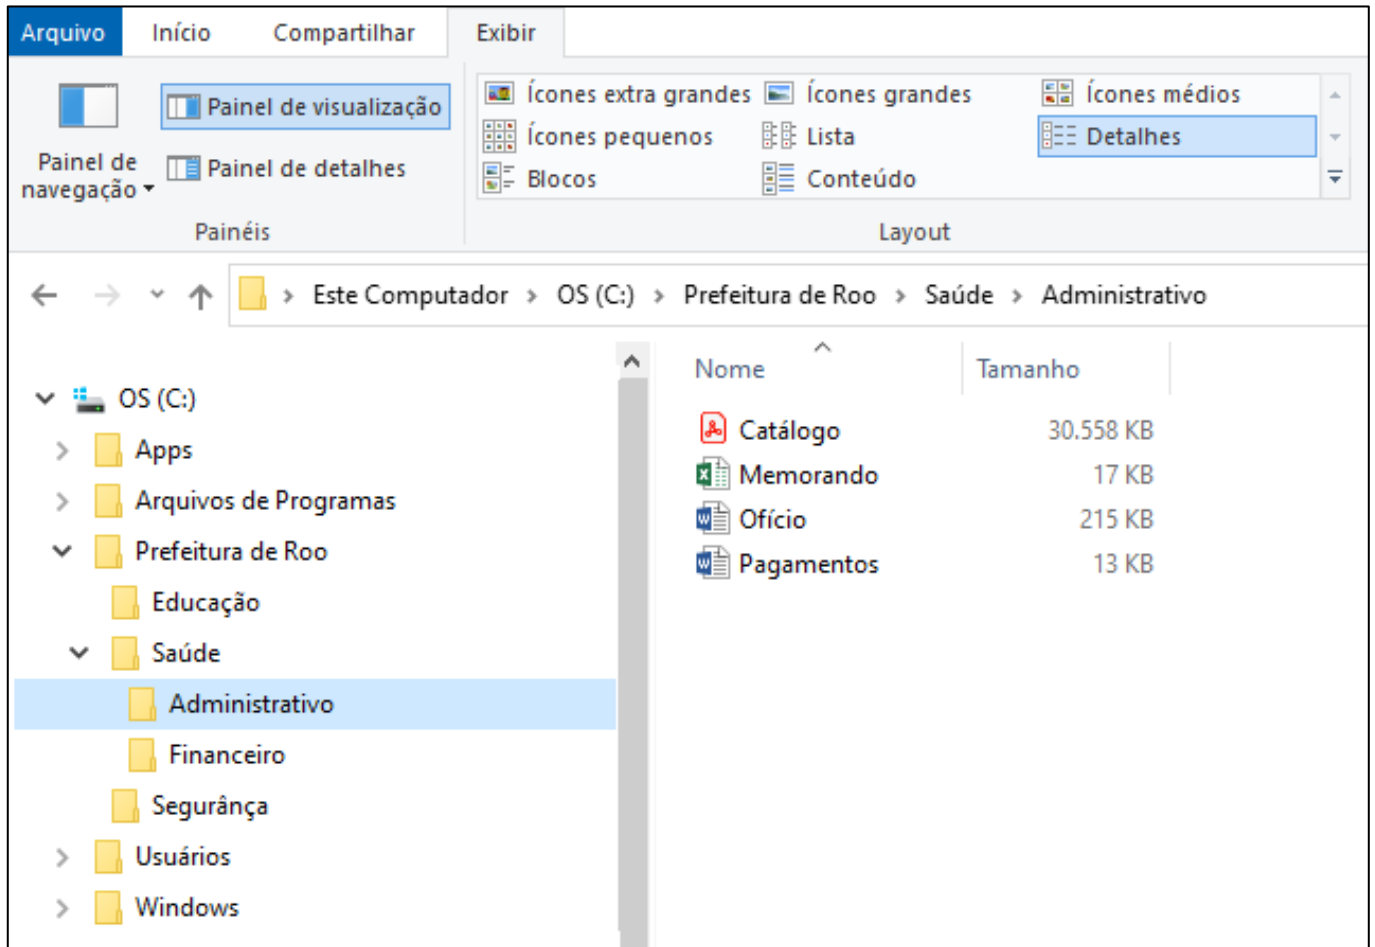 Arquivo Início Compartilhar Exibir
Painel de navegação
Painel de visualização
Painel de detalhes
Painéis
Ícones extra grandes Ícones grandes Ícones médios
Ícones pequenos Lista Detalhes
Blocos Conteúdo
Layout
Este Computador > OS (C:) > Prefeitura de Roo > Saúde > Administrativo
OS (C:)
Apps
Arquivos de Programas
Prefeitura de Roo
Educação
Saúde
Administrativo
Financeiro
Segurânça
Usuários
Windows
Nome Tamanho
Catálogo 30.558 KB
Memorando 17 KB
Ofício 215 KB
Pagamentos 13 KB